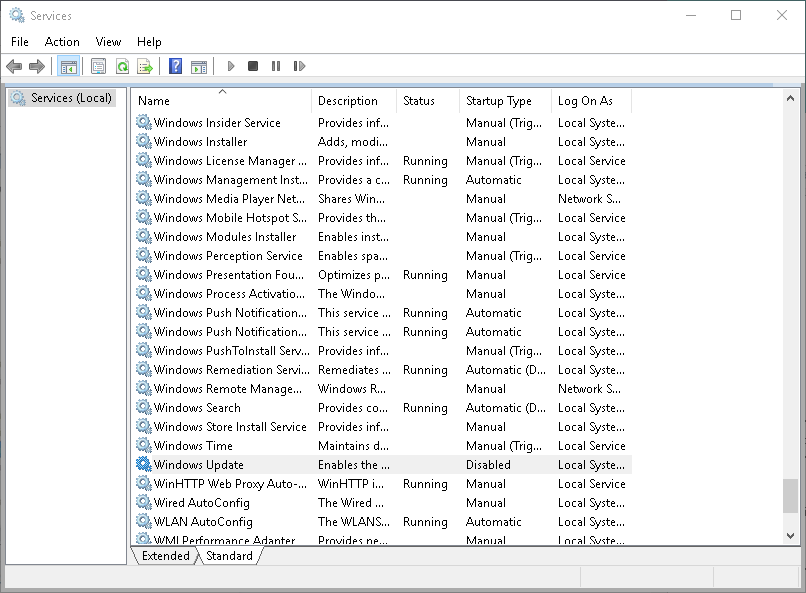 Services
File Action View Help
Services (Local)
Name Description Status Startup Type Log On As
Windows Insider Service Provides inf... Manual (Trig... Local Syste...
Windows Installer Adds, modi... Manual Local Syste...
Windows License Manager ... Provides inf... Running Manual (Trig... Local Service
Windows Management Inst... Provides a c... Running Automatic Local Syste...
Windows Media Player Net... Shares Win... Manual Network S...
Windows Mobile Hotspot S... Provides th... Manual (Trig... Local Service
Windows Modules Installer Enables inst... Manual Local Syste...
Windows Perception Service Enables spa... Manual (Trig... Local Service
Windows Presentation Fou... Optimizes p... Running Manual Local Service
Windows Process Activatio... The Windo... Manual Local Syste...
Windows Push Notification... This service ... Running Automatic Local Syste...
Windows Push Notification... This service ... Running Automatic Local Syste...
Windows PushToInstall Serv... Provides inf... Manual (Trig... Local Syste...
Windows Remediation Servi... Remediates ... Running Automatic (D... Local Syste...
Windows Remote Manage... Windows R... Manual Network S...
Windows Search Provides co... Running Automatic (D... Local Syste...
Windows Store Install Service Provides inf... Manual Local Syste...
Windows Time Maintains d... Manual (Trig... Local Service
Windows Update Enables the ... Disabled Local Syste...
WinHTTP Web Proxy Auto-... WinHTTP i... Running Manual Local Service
Wired AutoConfig The Wired ... Manual Local Syste...
WLAN AutoConfig The WLANS... Running Automatic Local Syste...
WMI Performance Adapter Provides ne... Manual Local Syste...
Extended Standard